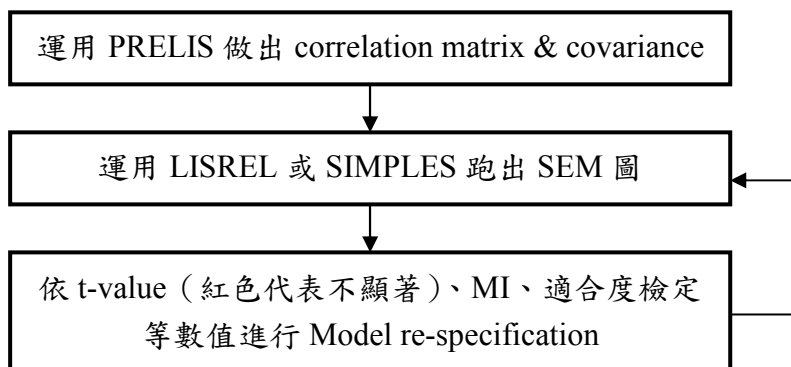 運用 PRELIS 做出 correlation matrix & covariance
運用 LISREL 或 SIMPLES 跑出 SEM 圖
依 t-value（紅色代表不顯著）、MI、適合度檢定
等數值進行 Model re-specification